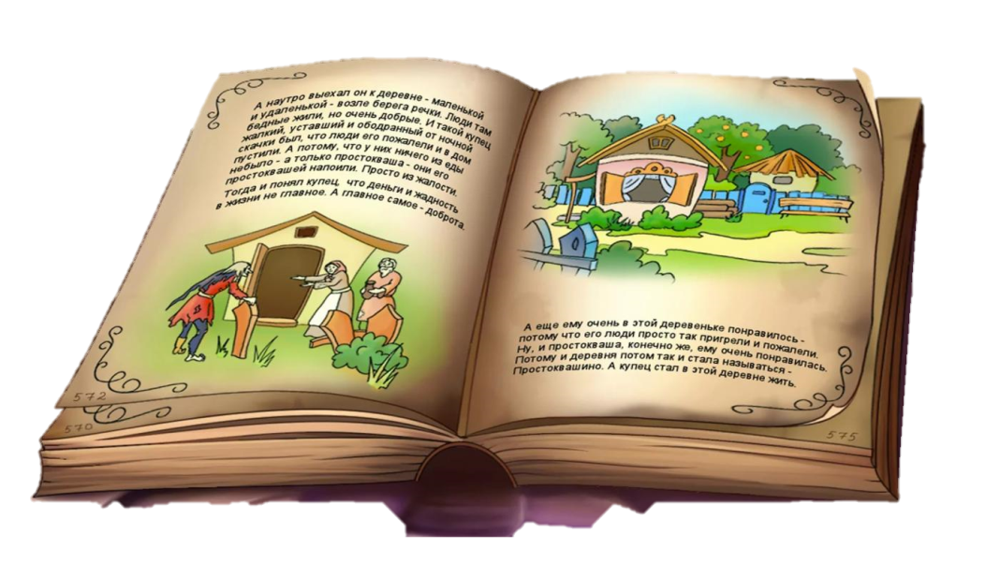 А наутро выехал он к деревне - маленькой
и удаленькой - возле берега речки. Люди там
бедные жили, но очень добрые. И такой купец
жалкий, уставший и ободранный от ночной
скачки был, что люди его пожалели и в дом
пустили. А потому, что у них ничего из еды
небыло - а только простокваша - они его
простоквашей напоили. Просто из жалости.
Тогда и понял купец, что деньги и жадность
в жизни не главное. А главное самое - доброта.
572
570
А еще ему очень в этой деревеньке понравилось -
потому что его люди просто так пригрели и пожалели.
Ну, и простокваша, конечно же, ему очень понравилась.
Потому и деревня потом так и стала называться -
Простоквашино. А купец стал в этой деревне жить.
575